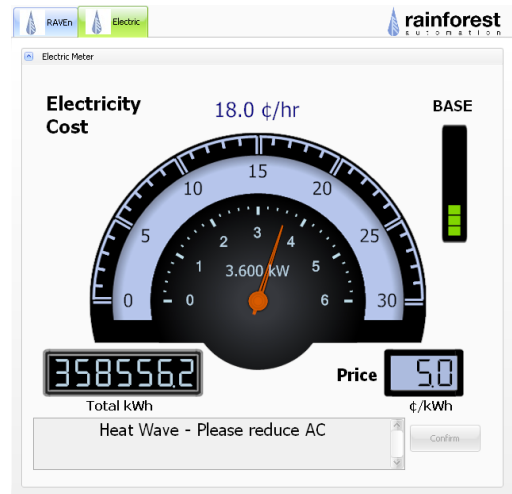 RAVEn
Electric
rainforest
automation
Electric Meter
Electricity
Cost
18.0 ¢/hr
BASE
0
5
10
15
20
25
30
0
1
2
3
4
5
6
3.600 kW
358556.2
Total kWh
Price
5.0
¢/kWh
Heat Wave - Please reduce AC
Confirm